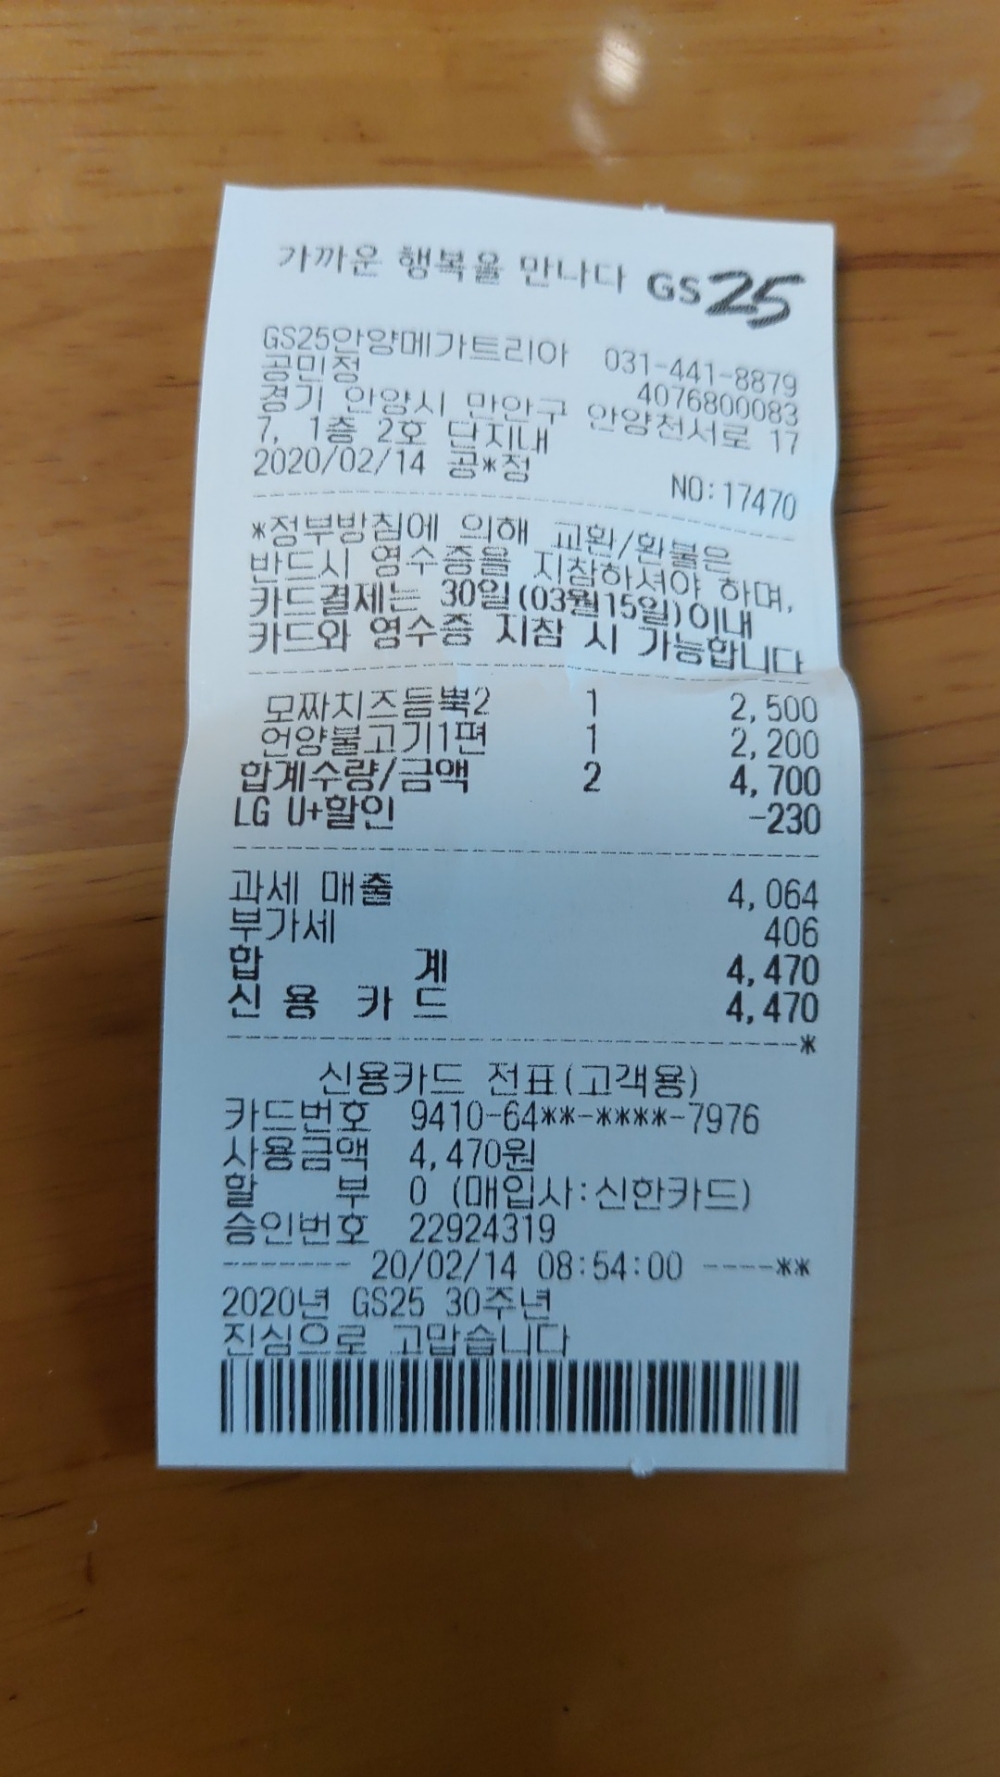 가까운 행복을 만나다 GS25
GS25안양메가트리아 031-441-8879
공민정 4076800083
경기 안양시 만안구 안양천서로 17
7, 1층 2호 단지내
2020/02/14 공*정 NO:17470
*정부방침에 의해 교환/환불은
반드시 영수증을 지참하셔야 하며,
카드결제는 30일(03월15일)이내
카드와 영수증 지참 시 가능합니다
모짜치즈듬뿍2 1 2,500
언양불고기1편 1 2,200
합계수량/금액 2 4,700
LG U+할인 -230
과세 매출 4,064
부가세 406
합 계 4,470
신 용 카 드 4,470
*
신용카드 전표(고객용)
카드번호 9410-64**-****-7976
사용금액 4,470원
할 부 0 (매입사:신한카드)
승인번호 22924319
------- 20/02/14 08:54:00 ----**
2020년 GS25 30주년
진심으로 고맙습니다